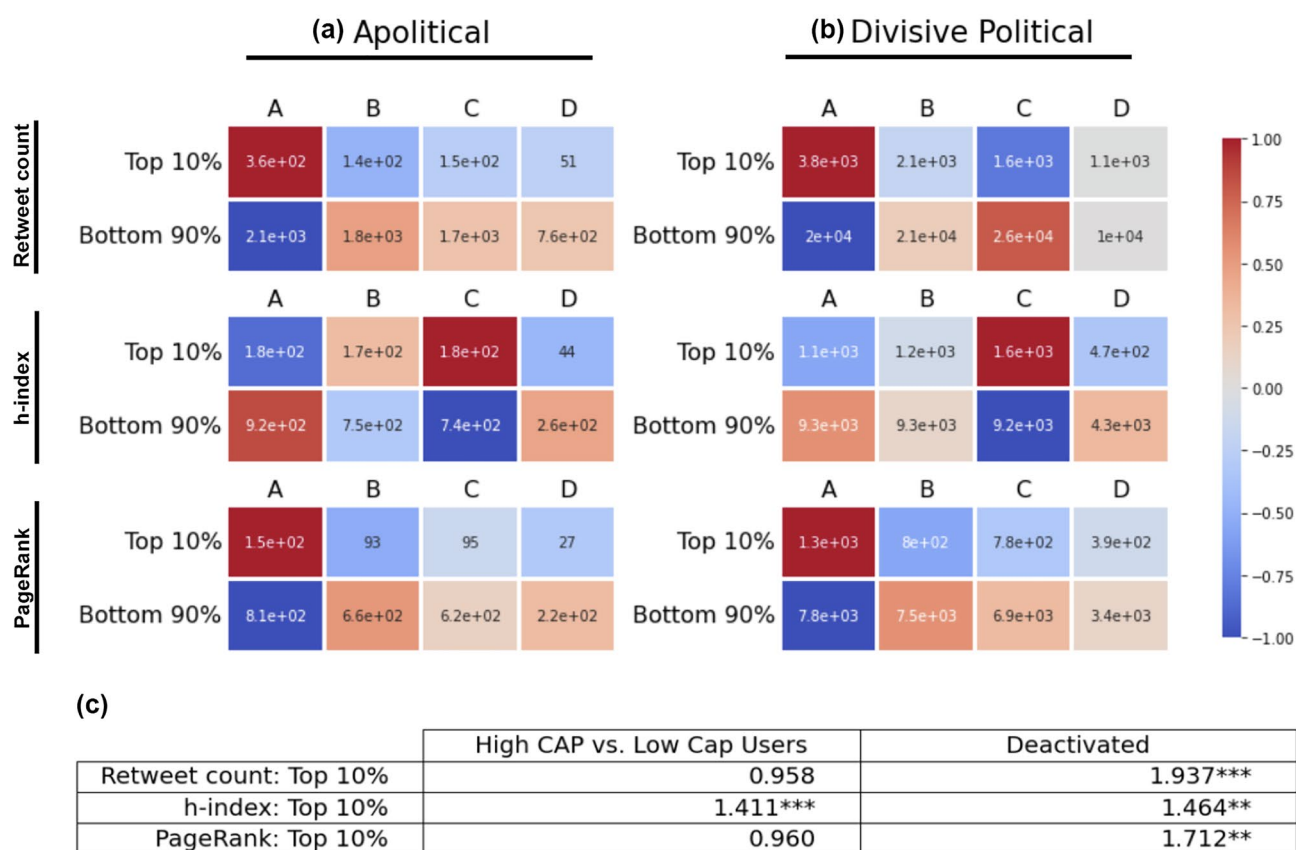 (a) Apolitical (b) Divisive Political
A B C D A B C D
Retweet count
Top 10% 3.6e+02 1.4e+02 1.5e+02 51 Top 10% 3.8e+03 2.1e+03 1.6e+03 1.1e+03
Bottom 90% 2.1e+03 1.8e+03 1.7e+03 7.6e+02 Bottom 90% 2e+04 2.1e+04 2.6e+04 1e+04
A B C D A B C D
h-index
Top 10% 1.8e+02 1.7e+02 1.8e+02 44 Top 10% 1.1e+03 1.2e+03 1.6e+03 4.7e+02
Bottom 90% 9.2e+02 7.5e+02 7.4e+02 2.6e+02 Bottom 90% 9.3e+03 9.3e+03 9.2e+03 4.3e+03
A B C D A B C D
PageRank
Top 10% 1.5e+02 93 95 27 Top 10% 1.3e+03 8e+02 7.8e+02 3.9e+02
Bottom 90% 8.1e+02 6.6e+02 6.2e+02 2.2e+02 Bottom 90% 7.8e+03 7.5e+03 6.9e+03 3.4e+03
1.00
0.75
0.50
0.25
0.00
−0.25
−0.50
−0.75
−1.00
(c)
High CAP vs. Low Cap Users Deactivated
Retweet count: Top 10% 0.958 1.937***
h-index: Top 10% 1.411*** 1.464**
PageRank: Top 10% 0.960 1.712**